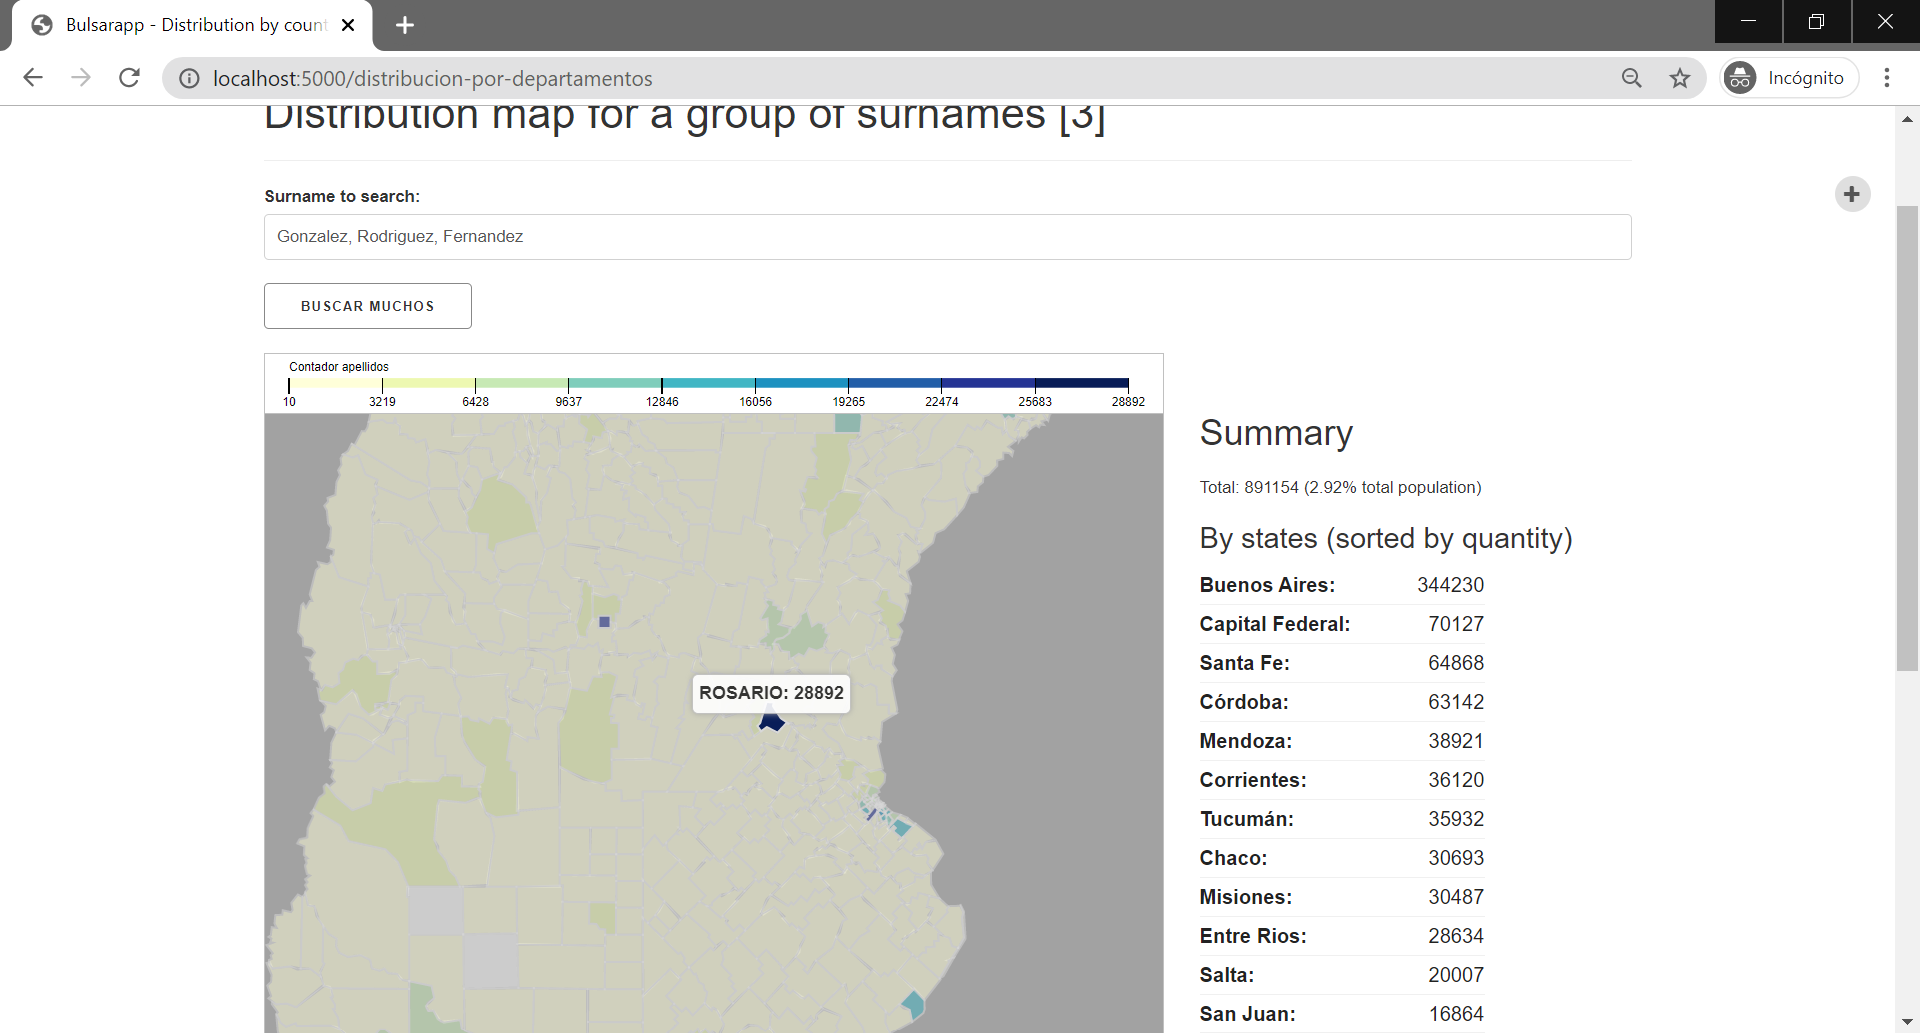 Bulsarapp - Distribution by count
localhost:5000/distribucion-por-departamentos
Incógnito
Distribution map for a group of surnames [3]
Surname to search:
Gonzalez, Rodriguez, Fernandez
BUSCAR MUCHOS
Contador apellidos
10 3219 6428 9637 12846 16056 19265 22474 25683 28892
ROSARIO: 28892
Summary
Total: 891154 (2.92% total population)
By states (sorted by quantity)
Buenos Aires: 344230
Capital Federal: 70127
Santa Fe: 64868
Córdoba: 63142
Mendoza: 38921
Corrientes: 36120
Tucumán: 35932
Chaco: 30693
Misiones: 30487
Entre Rios: 28634
Salta: 20007
San Juan: 16864